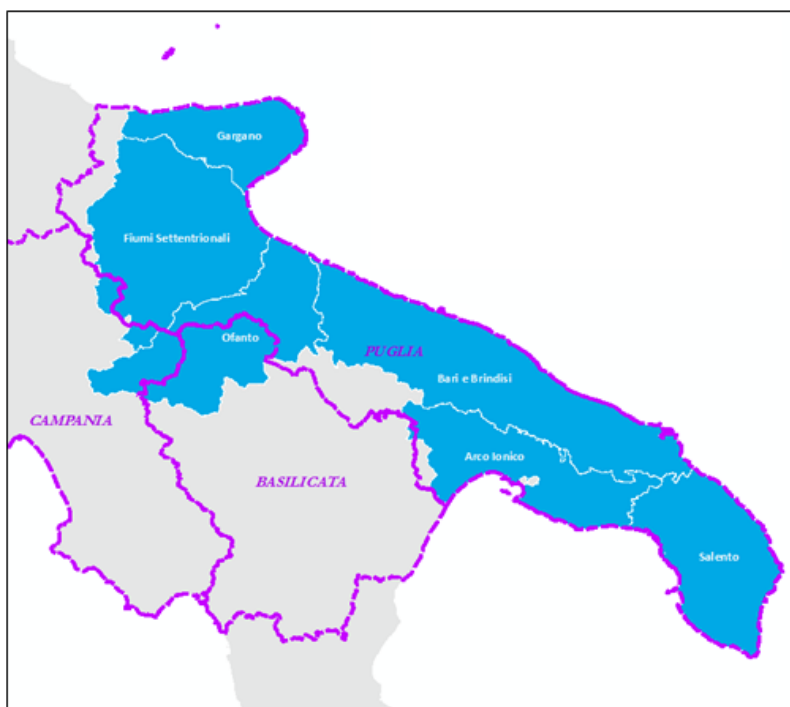 Gargano
Fiumi Settentrionali
Ofanto
PUGLIA
Bari e Brindisi
CAMPANIA
Arco Ionico
BASILICATA
Salento